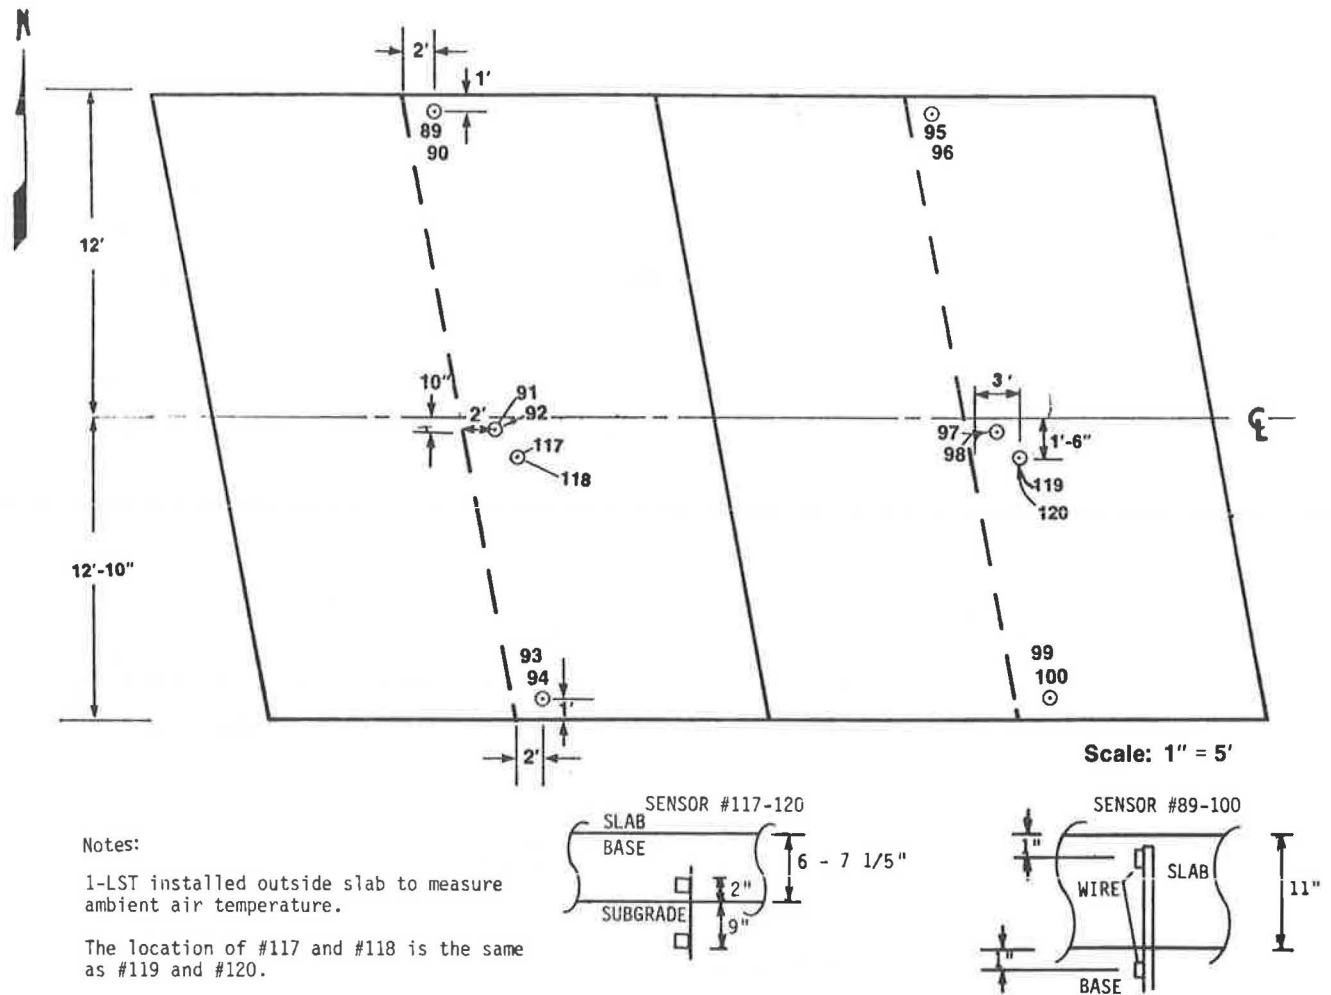 N
2'
1'
89
90
95
96
12'
10"
2'
91
92
117
118
3'
97
98
1'-6"
℄
119
120
12'-10"
93
94
1'
2'
99
100
Scale: 1" = 5'
SENSOR #117-120
SLAB
BASE
6 - 7 1/5"
2"
SUBGRADE
9"
SENSOR #89-100
1"
SLAB
WIRE
11"
1"
BASE
Notes:
1-LST installed outside slab to measure
ambient air temperature.
The location of #117 and #118 is the same
as #119 and #120.